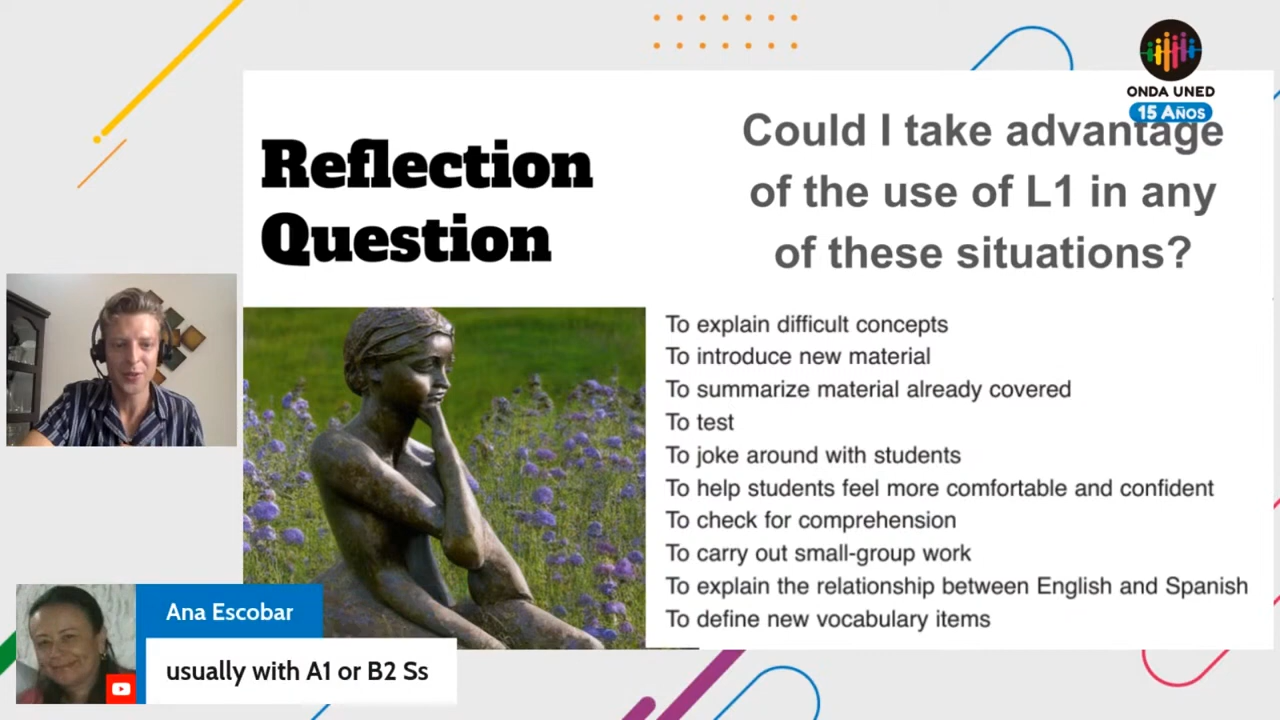 ONDA UNED
15 AÑOS
Reflection
Question
Could I take advantage
of the use of L1 in any
of these situations?
To explain difficult concepts
To introduce new material
To summarize material already covered
To test
To joke around with students
To help students feel more comfortable and confident
To check for comprehension
To carry out small-group work
To explain the relationship between English and Spanish
To define new vocabulary items
Ana Escobar
usually with A1 or B2 Ss